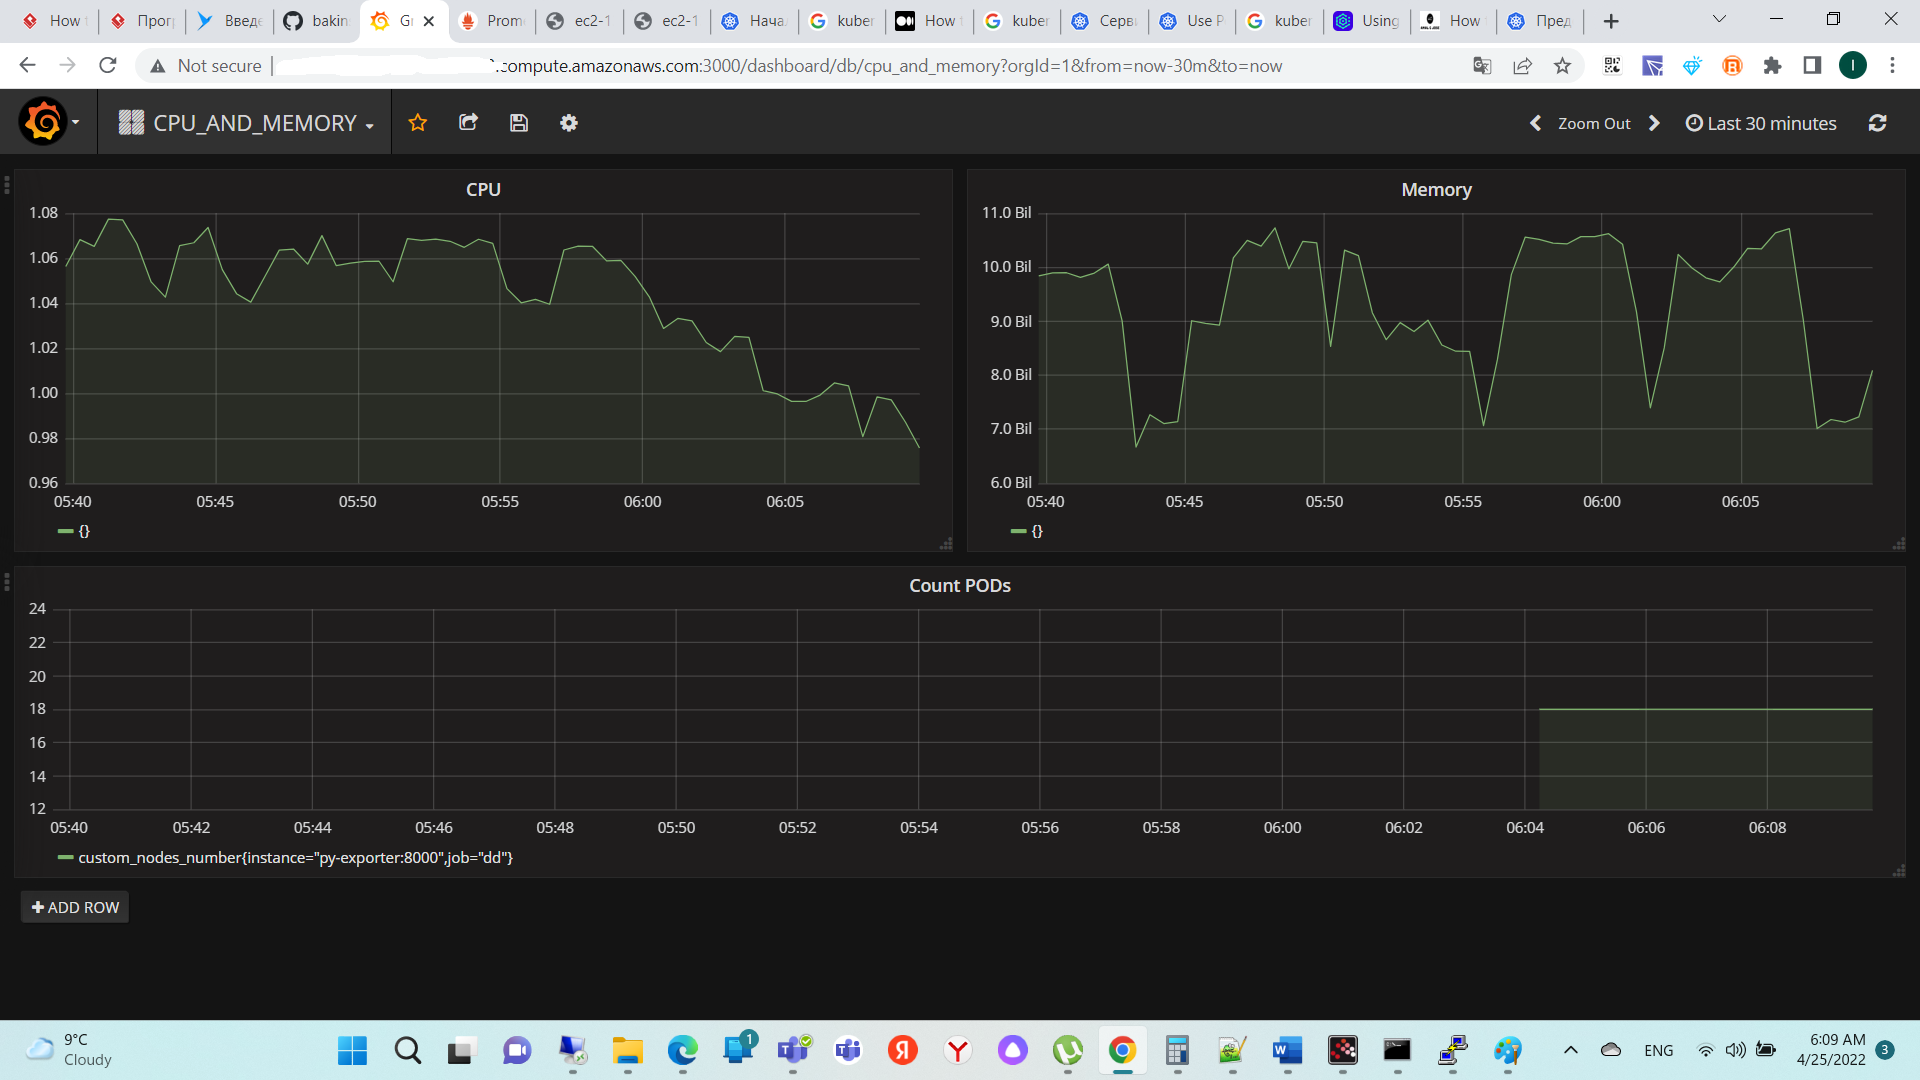 How Прог Введе bakin Gr Prom ec2-1 ec2-1 Нача kuber How kuber Серви Use P kuber Using How Пред
Not secure .compute.amazonaws.com:3000/dashboard/db/cpu_and_memory?orgId=1&from=now-30m&to=now I
CPU_AND_MEMORY Zoom Out Last 30 minutes
CPU
1.08
1.06
1.04
1.02
1.00
0.98
0.96
05:40 05:45 05:50 05:55 06:00 06:05
{}
Memory
11.0 Bil
10.0 Bil
9.0 Bil
8.0 Bil
7.0 Bil
6.0 Bil
05:40 05:45 05:50 05:55 06:00 06:05
{}
Count PODs
24
22
20
18
16
14
12
05:40 05:42 05:44 05:46 05:48 05:50 05:52 05:54 05:56 05:58 06:00 06:02 06:04 06:06 06:08
custom_nodes_number{instance="py-exporter:8000",job="dd"}
ADD ROW
9°C
Cloudy
1
ENG
6:09 AM
4/25/2022
3